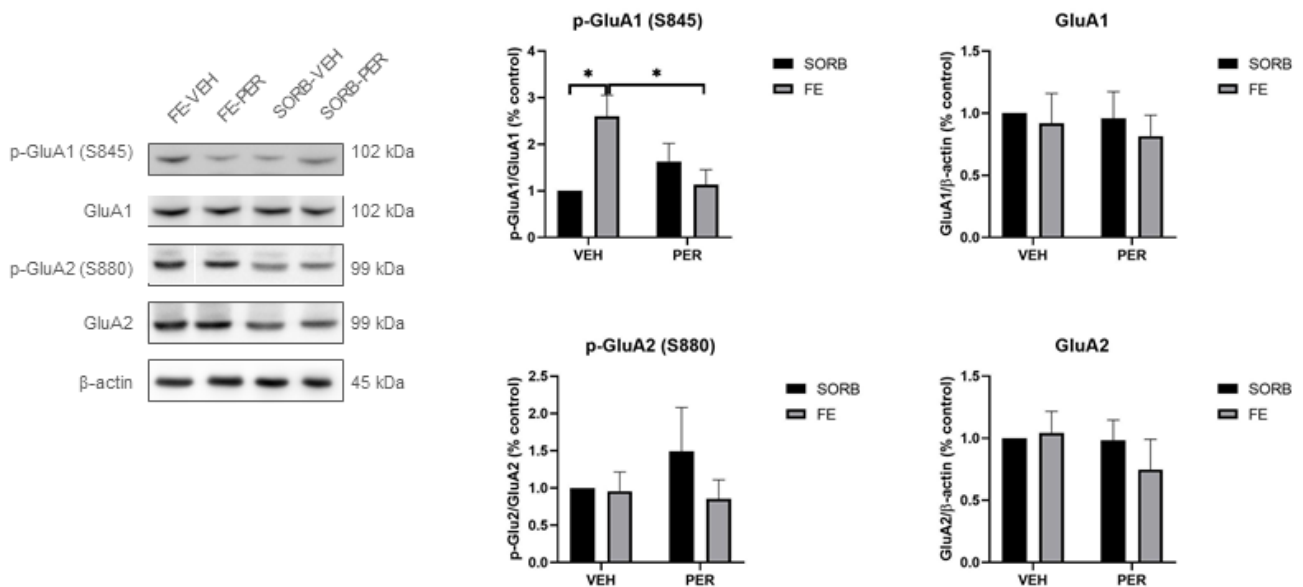 FE-VEH
FE-PER
SORB-VEH
SORB-PER
p-GluA1 (S845)
102 kDa
GluA1
102 kDa
p-GluA2 (S880)
99 kDa
GluA2
99 kDa
β-actin
45 kDa
p-GluA1 (S845)
p-GluA1/GluA1 (% control)
4
3
2
1
0
*
*
VEH
PER
SORB
FE
GluA1
GluA1/β-actin (% control)
1.5
1.0
0.5
0.0
VEH
PER
SORB
FE
p-GluA2 (S880)
p-Glu2/GluA2 (% control)
2.5
2.0
1.5
1.0
0.5
0.0
VEH
PER
SORB
FE
GluA2
GluA2/β-actin (% control)
1.5
1.0
0.5
0.0
VEH
PER
SORB
FE